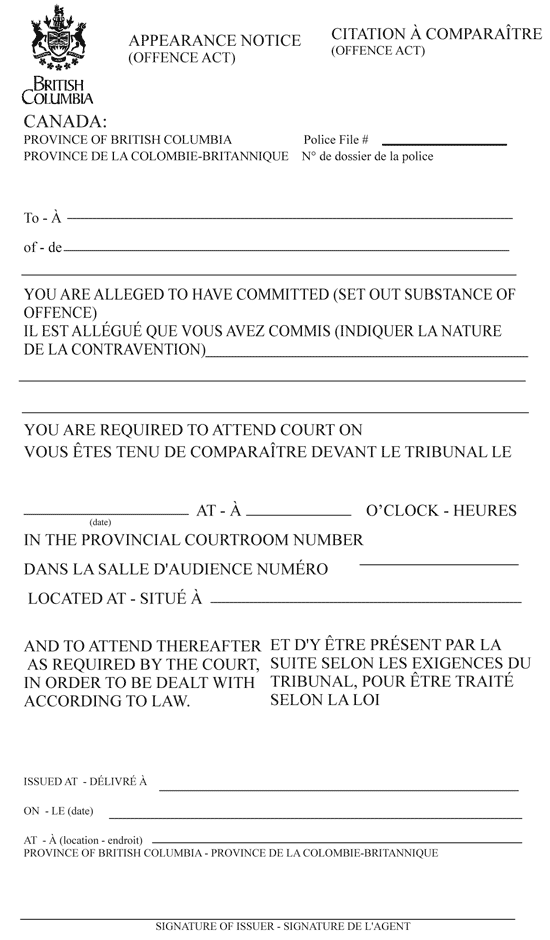 APPEARANCE NOTICE
(OFFENCE ACT)
CITATION À COMPARAÎTRE
(OFFENCE ACT)
BRITISH
COLUMBIA
CANADA:
PROVINCE OF BRITISH COLUMBIA
Police File #
PROVINCE DE LA COLOMBIE-BRITANNIQUE
N° de dossier de la police
To - À
of - de
YOU ARE ALLEGED TO HAVE COMMITTED (SET OUT SUBSTANCE OF
OFFENCE)
IL EST ALLÉGUÉ QUE VOUS AVEZ COMMIS (INDIQUER LA NATURE
DE LA CONTRAVENTION)
YOU ARE REQUIRED TO ATTEND COURT ON
VOUS ÊTES TENU DE COMPARAÎTRE DEVANT LE TRIBUNAL LE
AT - À O'CLOCK - HEURES
(date)
IN THE PROVINCIAL COURTROOM NUMBER
DANS LA SALLE D'AUDIENCE NUMÉRO
LOCATED AT - SITUÉ À
AND TO ATTEND THEREAFTER
AS REQUIRED BY THE COURT,
IN ORDER TO BE DEALT WITH
ACCORDING TO LAW.
ET D'Y ÊTRE PRÉSENT PAR LA
SUITE SELON LES EXIGENCES DU
TRIBUNAL, POUR ÊTRE TRAITÉ
SELON LA LOI
ISSUED AT - DÉLIVRÉ À
ON - LE (date)
AT - À (location - endroit)
PROVINCE OF BRITISH COLUMBIA - PROVINCE DE LA COLOMBIE-BRITANNIQUE
SIGNATURE OF ISSUER - SIGNATURE DE L'AGENT